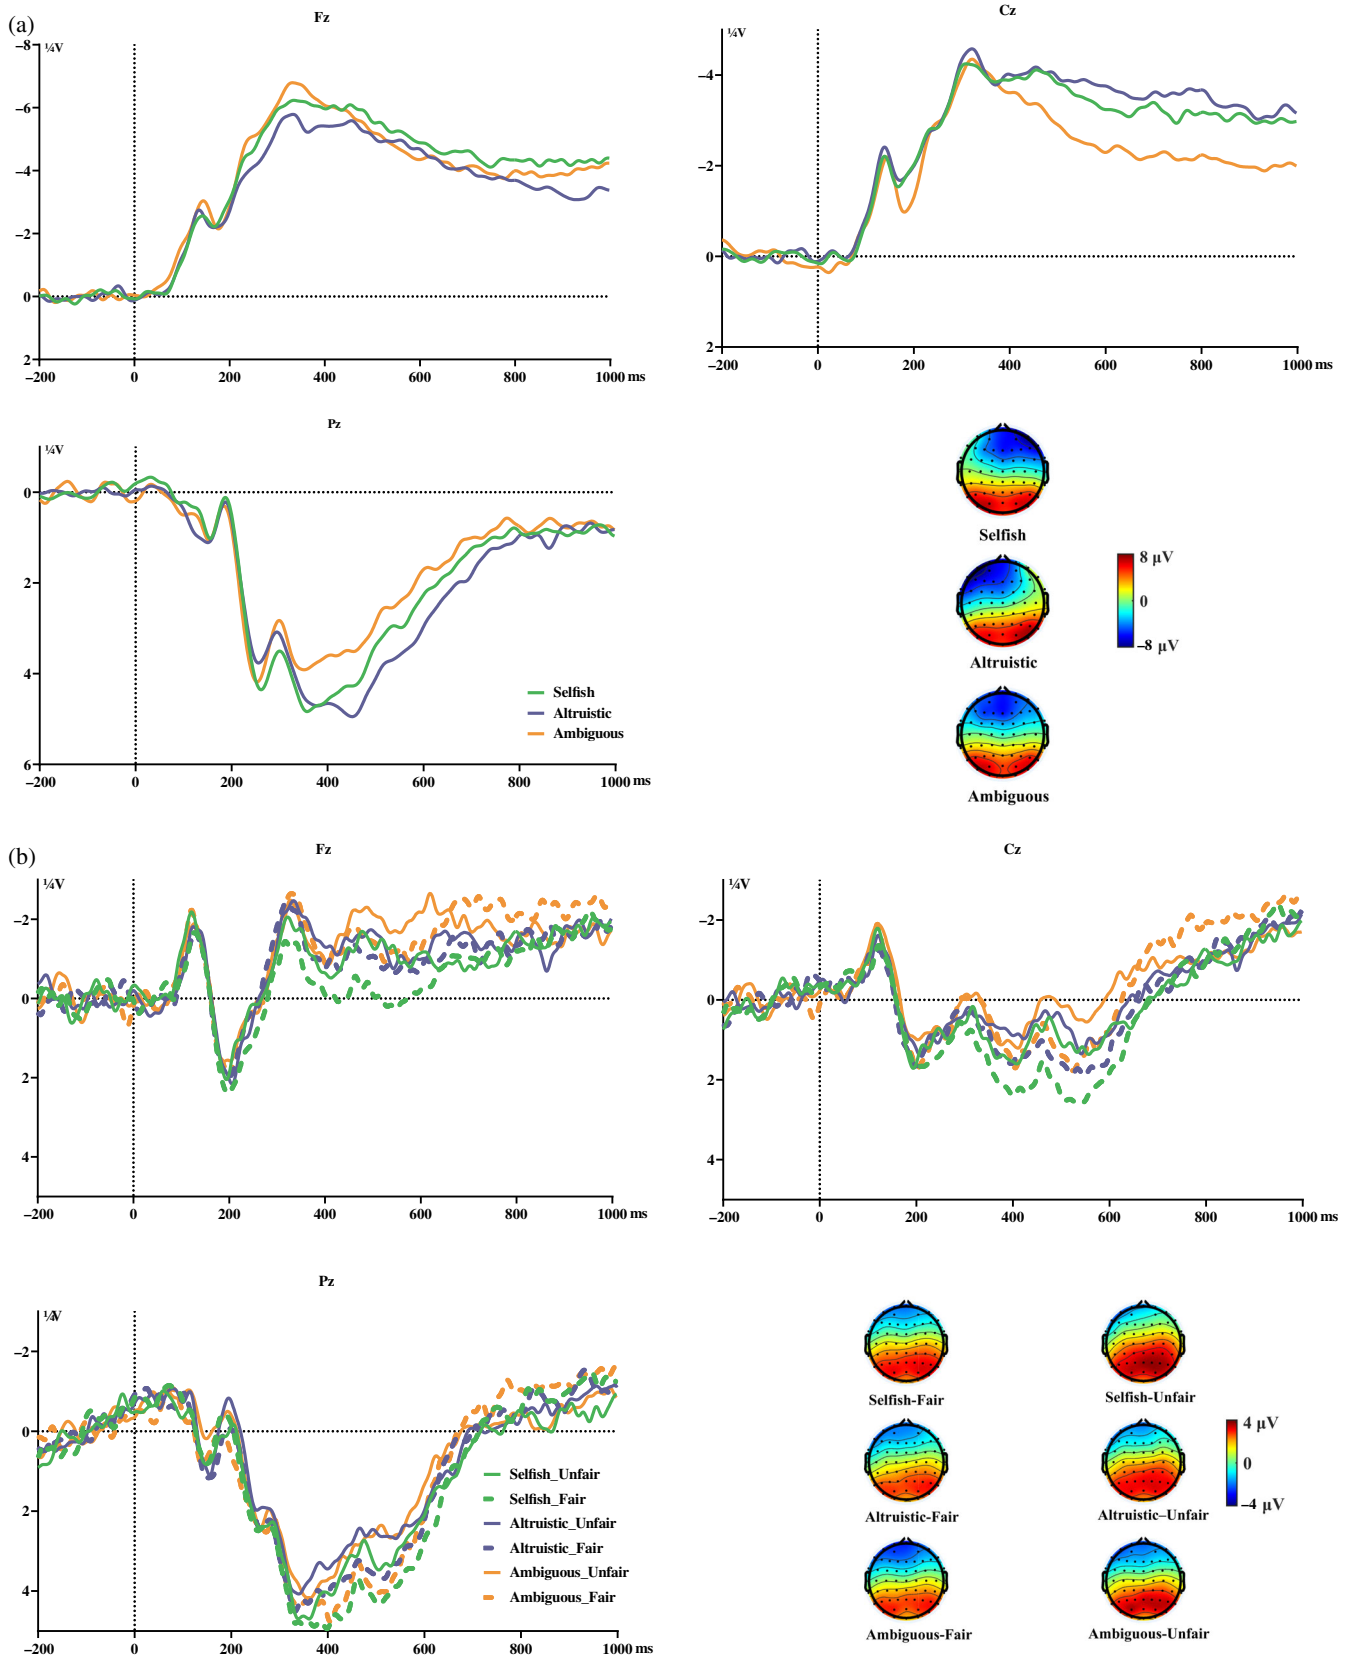 (a)
Fz
¼V
−8
−6
−4
−2
0
2
−200 0 200 400 600 800 1000 ms
Cz
¼V
−4
−2
0
2
−200 0 200 400 600 800 1000 ms
Pz
¼V
0
2
4
6
−200 0 200 400 600 800 1000 ms
Selfish
Altruistic
Ambiguous
Selfish
Altruistic
Ambiguous
8 µV
0
−8 µV
(b)
Fz
¼V
−2
0
2
4
−200 0 200 400 600 800 1000 ms
Cz
¼V
−2
0
2
4
−200 0 200 400 600 800 1000 ms
Pz
¼V
−2
0
2
4
−200 0 200 400 600 800 1000 ms
Selfish_Unfair
Selfish_Fair
Altruistic_Unfair
Altruistic_Fair
Ambiguous_Unfair
Ambiguous_Fair
Selfish-Fair Selfish-Unfair
Altruistic-Fair Altruistic–Unfair
Ambiguous-Fair Ambiguous-Unfair
4 µV
0
−4 µV